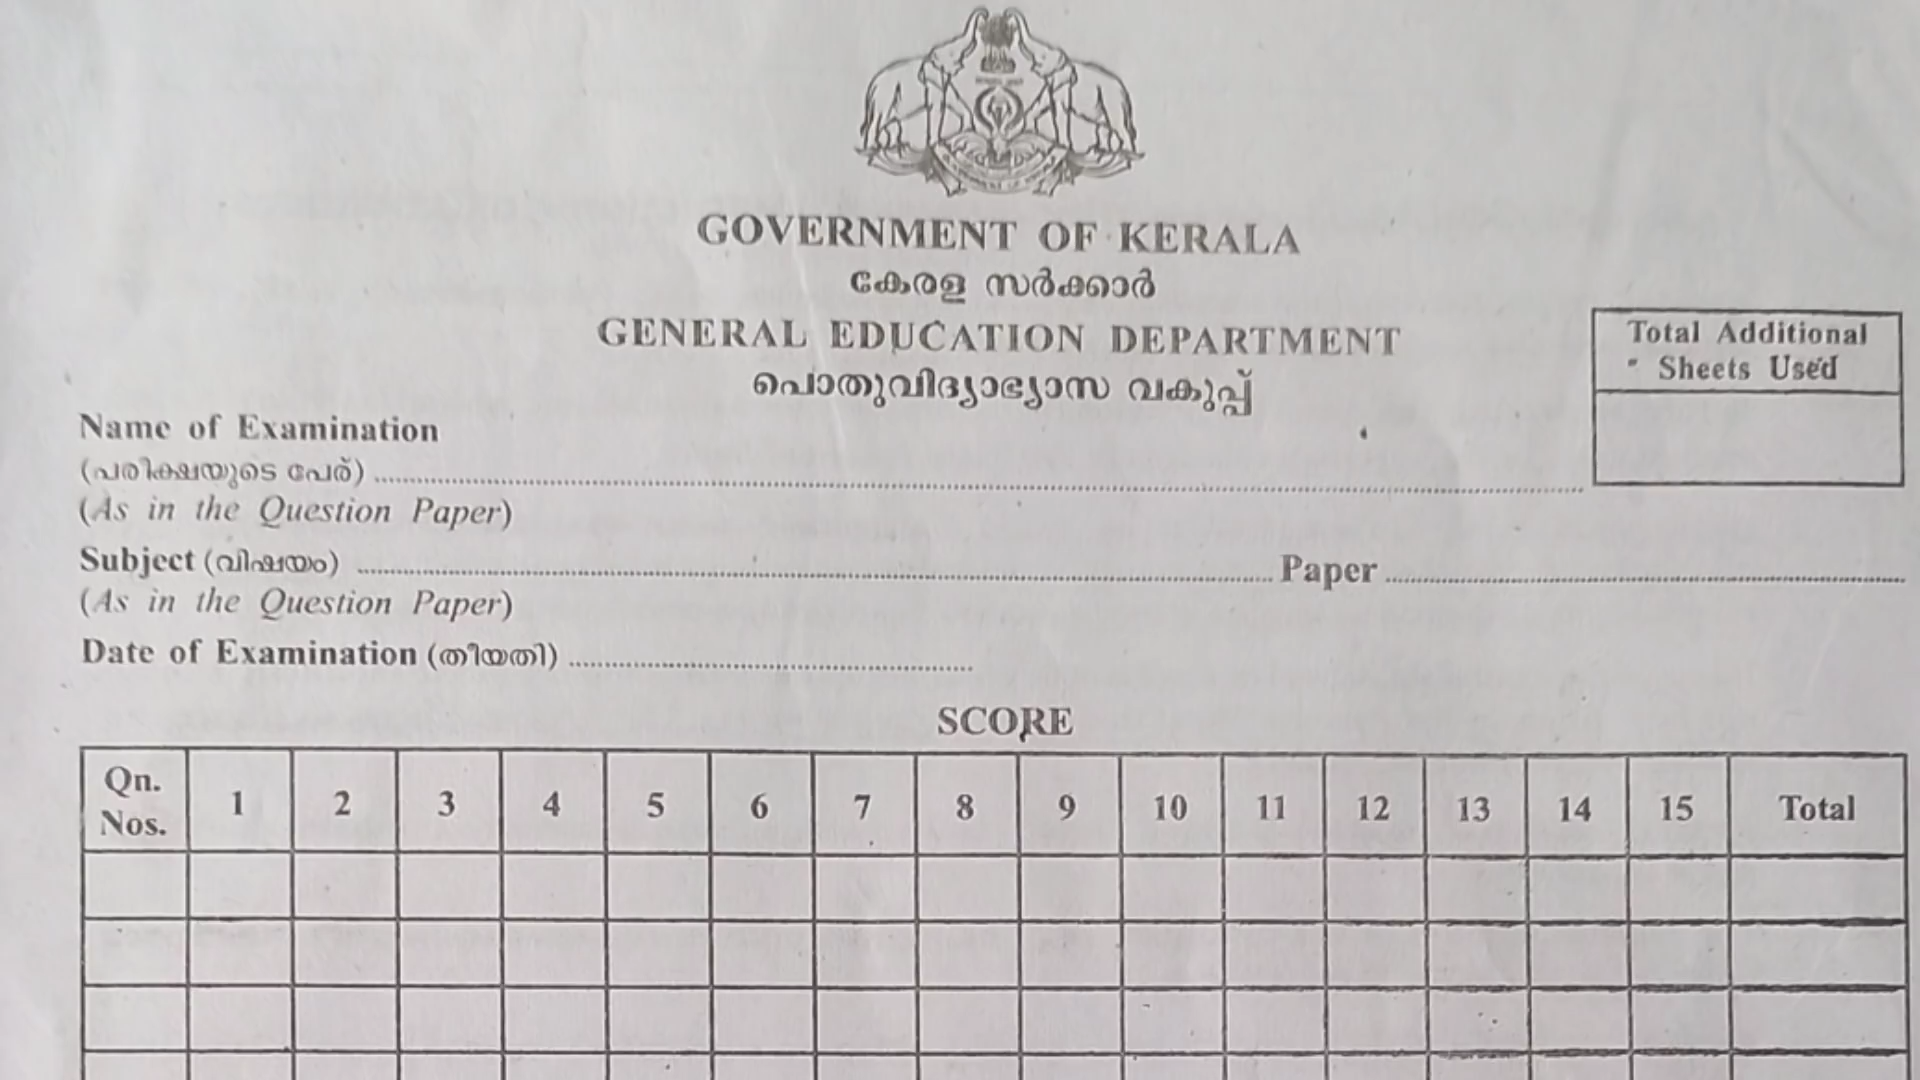 GOVERNMENT OF KERALA
കേരള സർക്കാർ
GENERAL EDUCATION DEPARTMENT
പൊതുവിദ്യാഭ്യാസ വകുപ്പ്
Total Additional
Sheets Used
Name of Examination
(പരീക്ഷയുടെ പേര്)
(As in the Question Paper)
Subject (വിഷയം) Paper
(As in the Question Paper)
Date of Examination (തീയതി)
SCORE
Qn. Nos. 1 2 3 4 5 6 7 8 9 10 11 12 13 14 15 Total